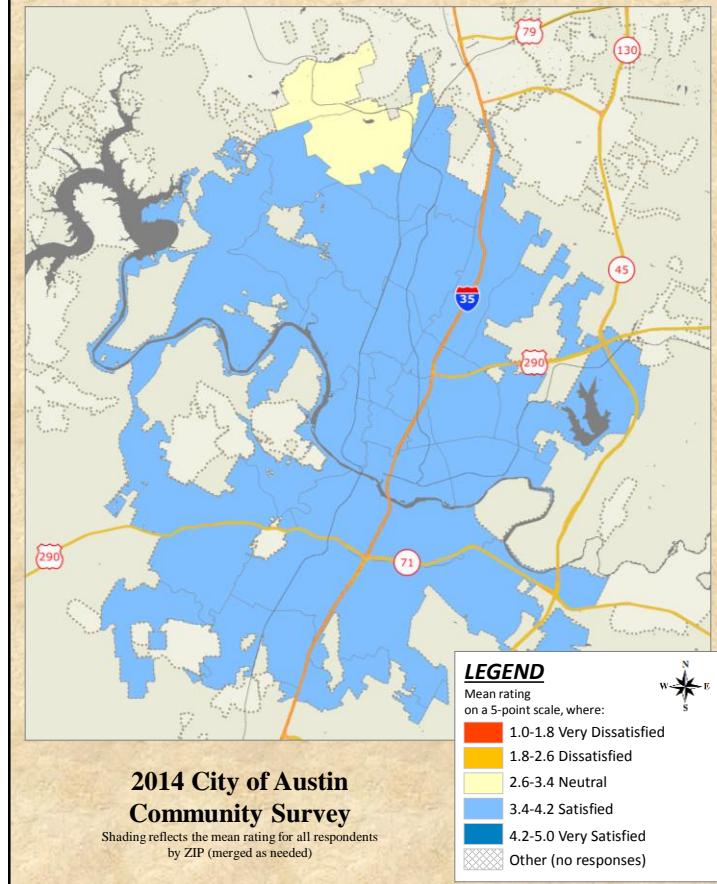 79
130
45
35
290
290
71
LEGEND
Mean rating
on a 5-point scale, where:
N
W E
S
1.0-1.8 Very Dissatisfied
1.8-2.6 Dissatisfied
2.6-3.4 Neutral
3.4-4.2 Satisfied
4.2-5.0 Very Satisfied
Other (no responses)
2014 City of Austin
Community Survey
Shading reflects the mean rating for all respondents
by ZIP (merged as needed)